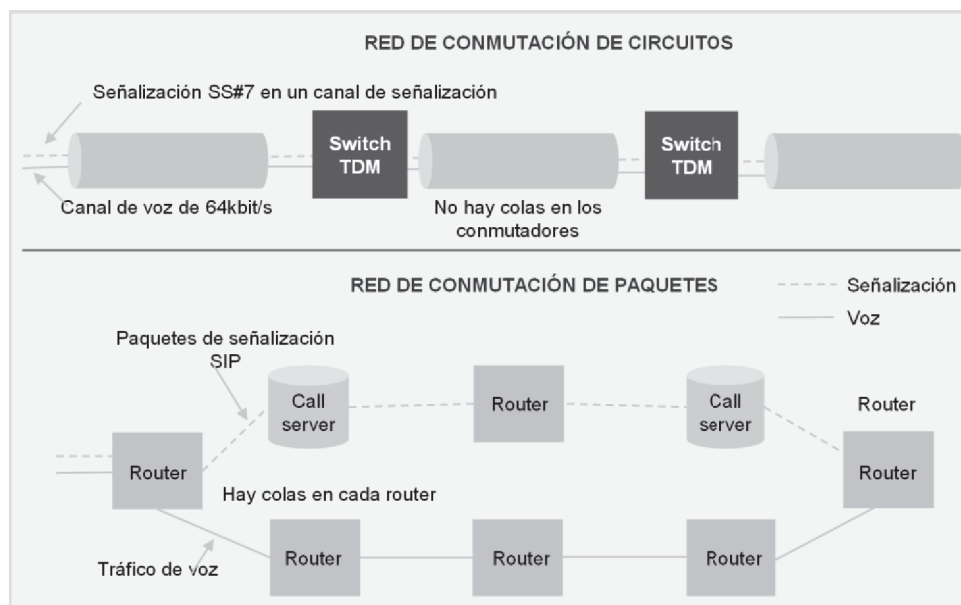 RED DE CONMUTACIÓN DE CIRCUITOS
Señalización SS#7 en un canal de señalización
Switch
TDM
Switch
TDM
Canal de voz de 64kbit/s
No hay colas en los
conmutadores
RED DE CONMUTACIÓN DE PAQUETES
Señalización
Voz
Paquetes de señalización
SIP
Call
server
Router
Call
server
Router
Router
Router
Hay colas en cada router
Router
Router
Router
Tráfico de voz